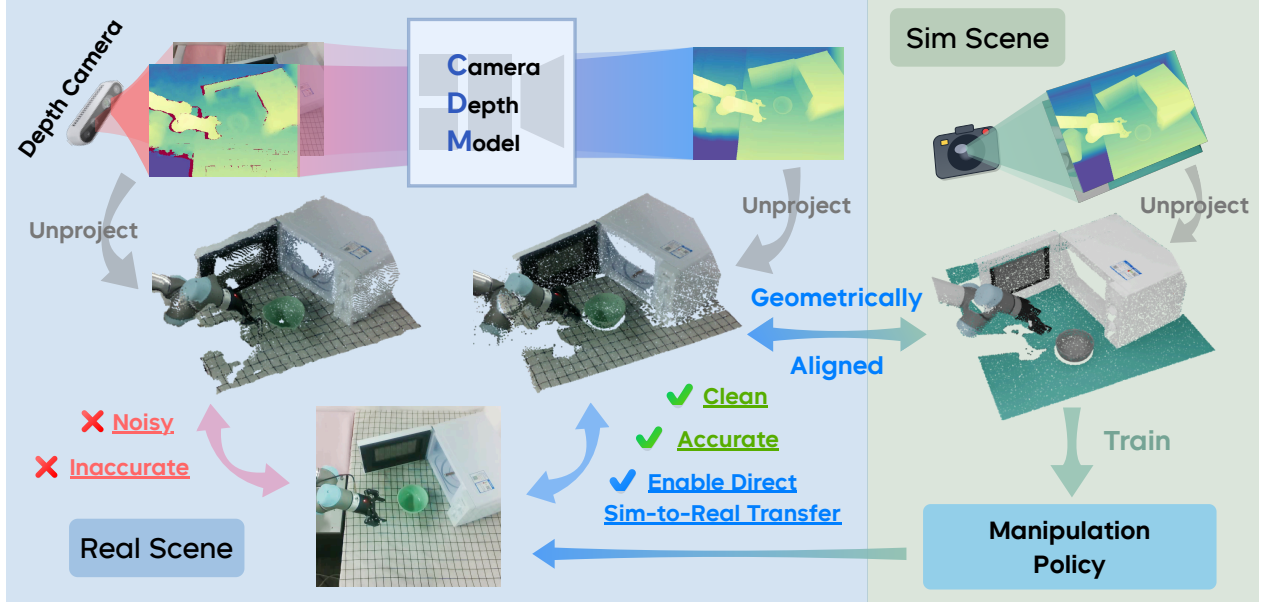 Depth Camera
Camera
Depth
Model
Sim Scene
Unproject
Unproject
Unproject
Geometrically
Aligned
Noisy
Inaccurate
Clean
Accurate
Enable Direct
Sim-to-Real Transfer
Train
Real Scene
Manipulation
Policy